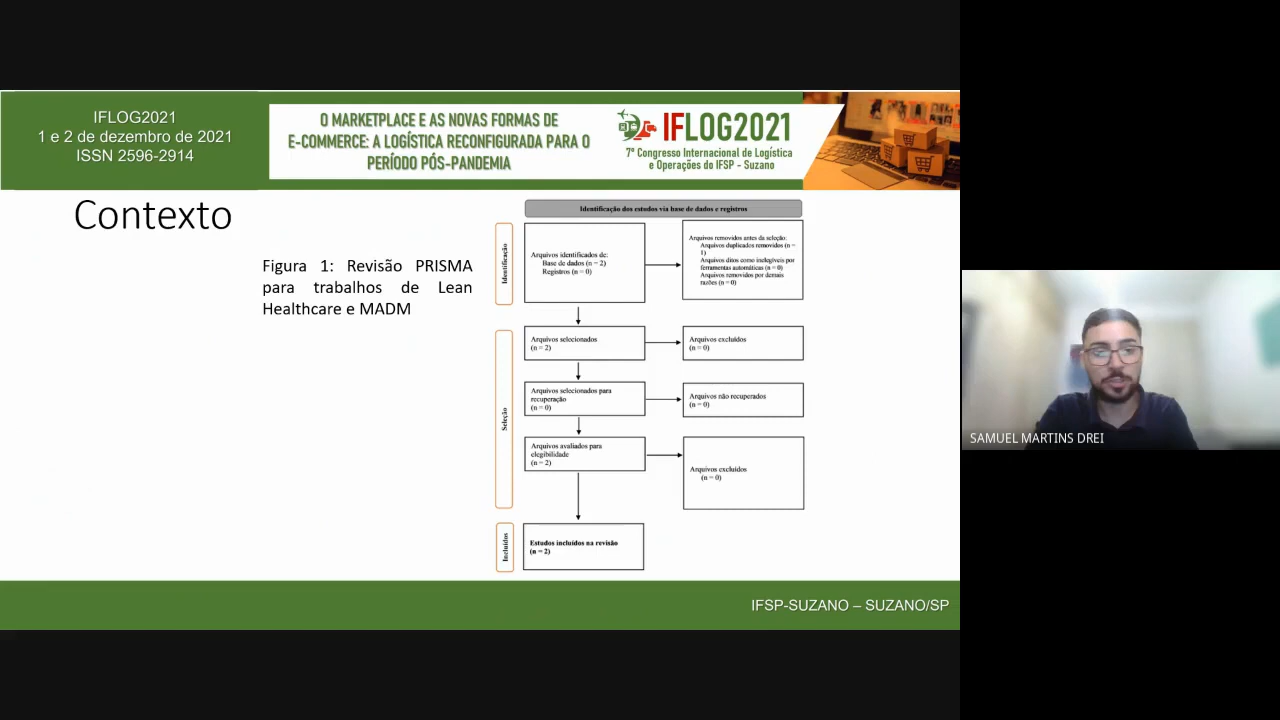 IFLOG2021
1 e 2 de dezembro de 2021
ISSN 2596-2914
O MARKETPLACE E AS NOVAS FORMAS DE
E-COMMERCE: A LOGÍSTICA RECONFIGURADA PARA O
PERÍODO PÓS-PANDEMIA
IFLOG2021
7º Congresso Internacional de Logística
e Operações do IFSP - Suzano
Contexto
Figura 1: Revisão PRISMA
para trabalhos de Lean
Healthcare e MADM
Identificação dos estudos via base de dados e registros
Identificação
Arquivos identificados de:
Base de dados (n = 2)
Registros (n = 0)
Arquivos removidos antes da seleção:
Arquivos duplicados removidos (n =
1)
Arquivos ditos como inelegíveis por
ferramentas automáticas (n = 0)
Arquivos removidos por demais
razões (n = 0)
Seleção
Arquivos selecionados
(n = 2)
Arquivos excluídos
(n = 0)
Arquivos selecionados para
recuperação
(n = 0)
Arquivos não recuperados
(n = 0)
Arquivos avaliados para
elegibilidade
(n = 2)
Arquivos excluídos
(n = 0)
Incluídos
Estudos incluídos na revisão
(n = 2)
IFSP-SUZANO – SUZANO/SP
SAMUEL MARTINS DREI